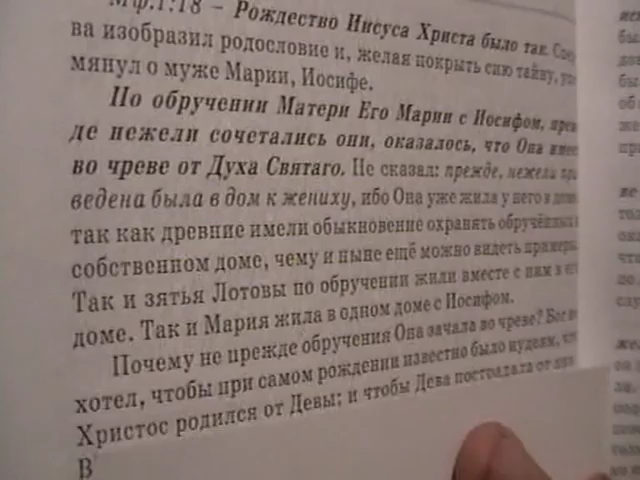 Мф.1:18 – Рождество Иисуса Христа было так.
ва изобразил родословие и, желая покрыть сию тайну,
мянул о муже Марии, Иосифе.
По обручении Матери Его Марии с Иосифом,
де нежели сочетались они, оказалось, что Она
во чреве от Духа Святаго. Не сказал: прежде, нежели
ведена была в дом к жениху, ибо Она уже жила у него в
так как древние имели обыкновение охранять обручённых
собственном доме, чему и ныне ещё можно видеть
Так и зятья Лотовы по обручении жили вместе с ним в
доме. Так и Мария жила в одном доме с Иосифом.
Почему не прежде обручения Она зачала во чреве?
хотел, чтобы при самом рождении известно было иудеям,
Христос родился от Девы; и чтобы Дева пострадала от
В